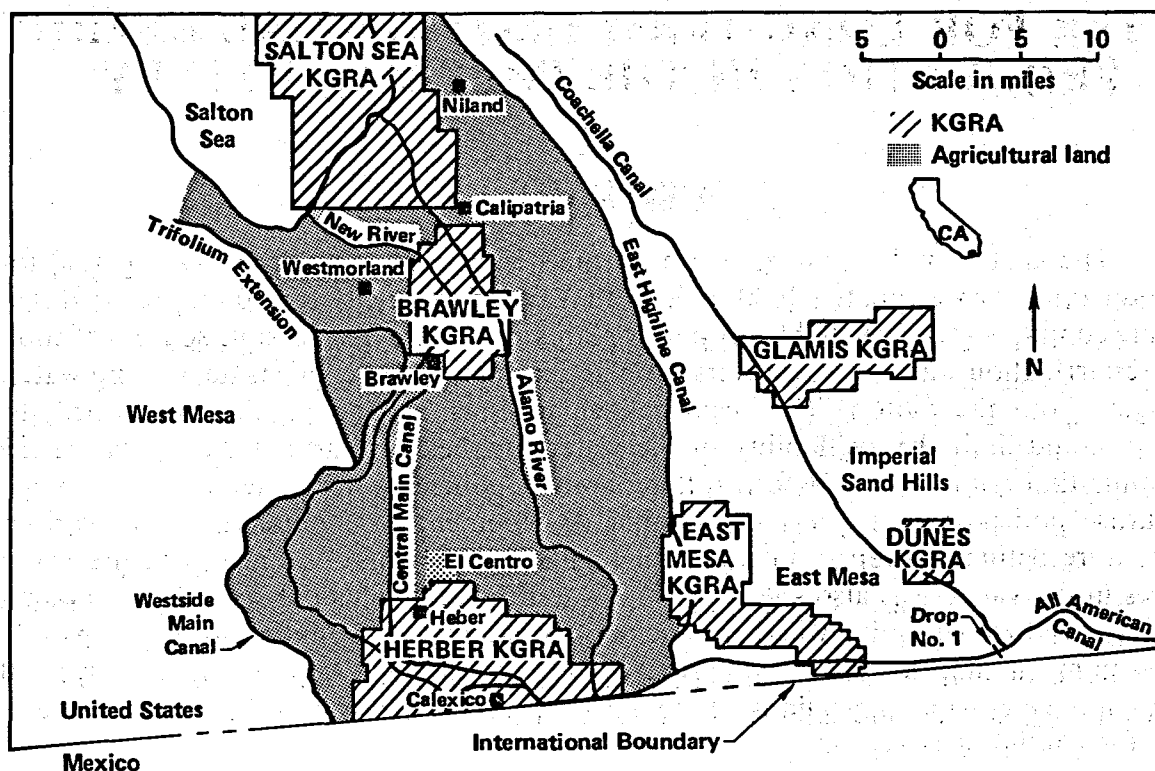 SALTON SEA
KGRA
Niland
Salton
Sea
Coachella Canal
5 0 5 10
Scale in miles
KGRA
Agricultural land
CA
N
Calipatria
New River
Trifolium Extension
Westmorland
BRAWLEY
KGRA
East Highline Canal
GLAMIS KGRA
Brawley
West Mesa
Alamo River
Central Main Canal
Imperial
Sand Hills
DUNES
KGRA
EAST
MESA
KGRA
East Mesa
El Centro
Westside
Main
Canal
Heber
HERBER KGRA
Drop
No. 1
All American
Canal
Calexico
United States
International Boundary
Mexico